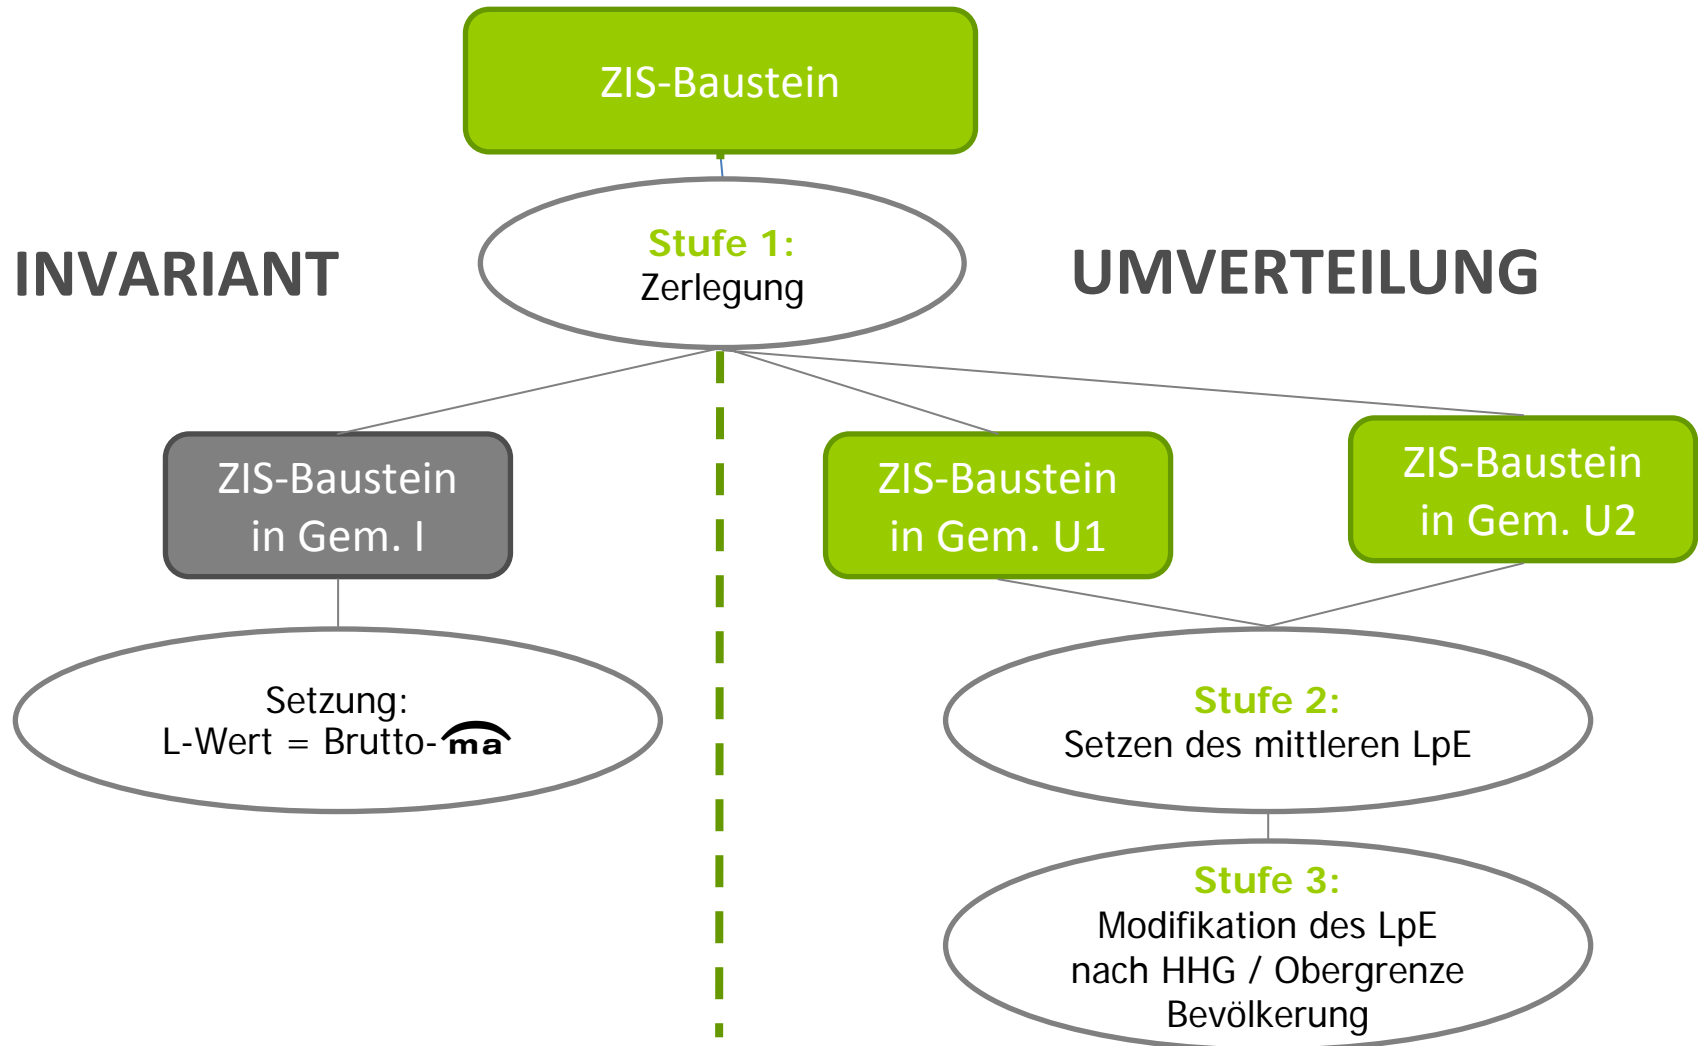 ZIS-Baustein
Stufe 1:
Zerlegung
INVARIANT
UMVERTEILUNG
ZIS-Baustein
in Gem. I
ZIS-Baustein
in Gem. U1
ZIS-Baustein
in Gem. U2
Setzung:
L-Wert = Brutto-ma
Stufe 2:
Setzen des mittleren LpE
Stufe 3:
Modifikation des LpE
nach HHG / Obergrenze
Bevölkerung